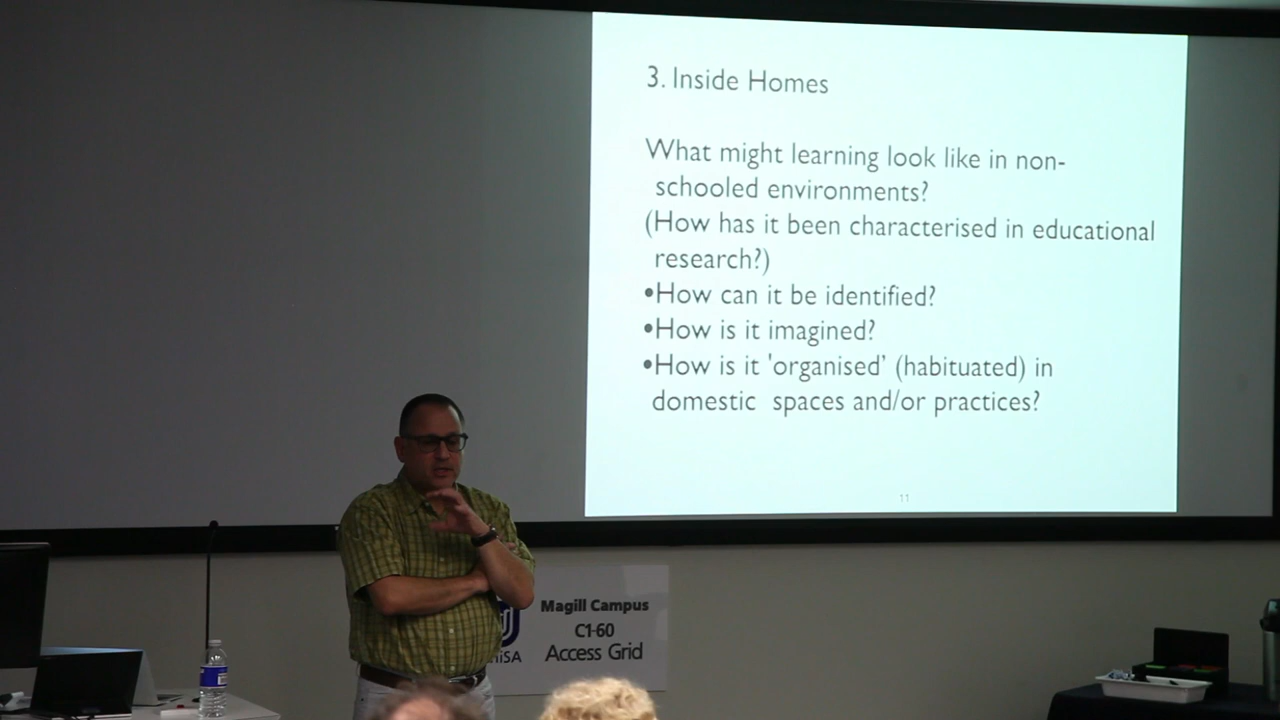 3. Inside Homes
What might learning look like in non-
schooled environments?
(How has it been characterised in educational
research?)
•How can it be identified?
•How is it imagined?
•How is it 'organised' (habituated) in
domestic spaces and/or practices?
11
Magill Campus
C1-60
Access Grid
niSA